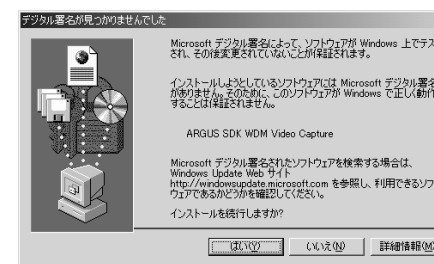 デジタル署名が見つかりませんでした
Microsoft デジタル署名によって、ソフトウェアが Windows 上でテス
され、その後変更されていないことが保証されます。
インストールしようとしているソフトウェアには Microsoft デジタル署名
がありません。そのために、このソフトウェアが Windows で正しく動作
することは保証されません。
ARGUS SDK WDM Video Capture
Microsoft デジタル署名されたソフトウェアを検索する場合は、
Windows Update Web サイト
http://windowsupdate.microsoft.com を参照し、利用できるソフ
ウェアであるかどうかを確認してください。
インストールを続行しますか?
はい(Y) いいえ(N) 詳細情報(M